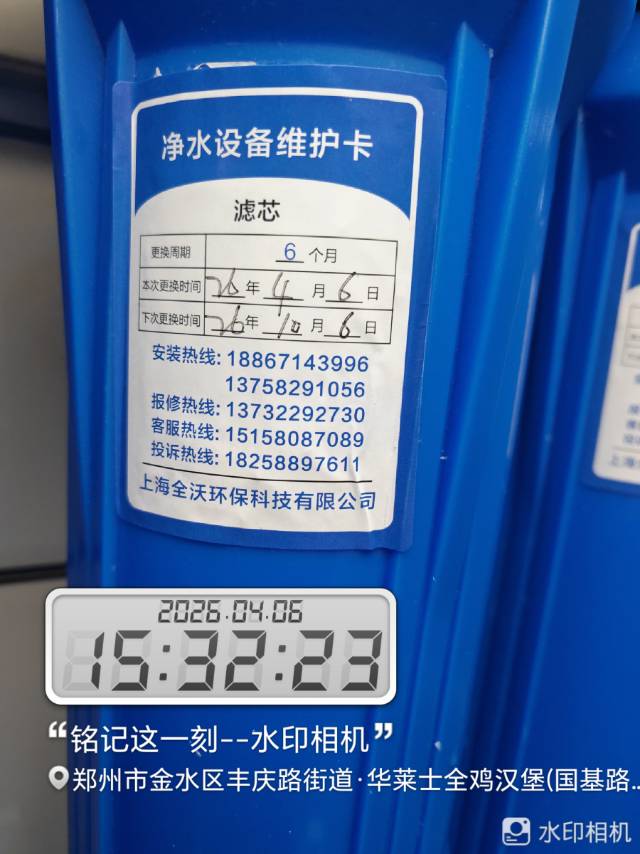 净水设备维护卡
滤芯
更换周期 6 个月
本次更换时间 26 年 4 月 6 日
下次更换时间 26 年 10 月 6 日
安装热线: 18867143996
13758291056
报修热线: 13732292730
客服热线: 15158087089
投诉热线: 18258897611
上海全沃环保科技有限公司
2026.04.06
15:32:23
“铭记这一刻--水印相机”
郑州市金水区丰庆路街道·华莱士全鸡汉堡(国基路...
水印相机